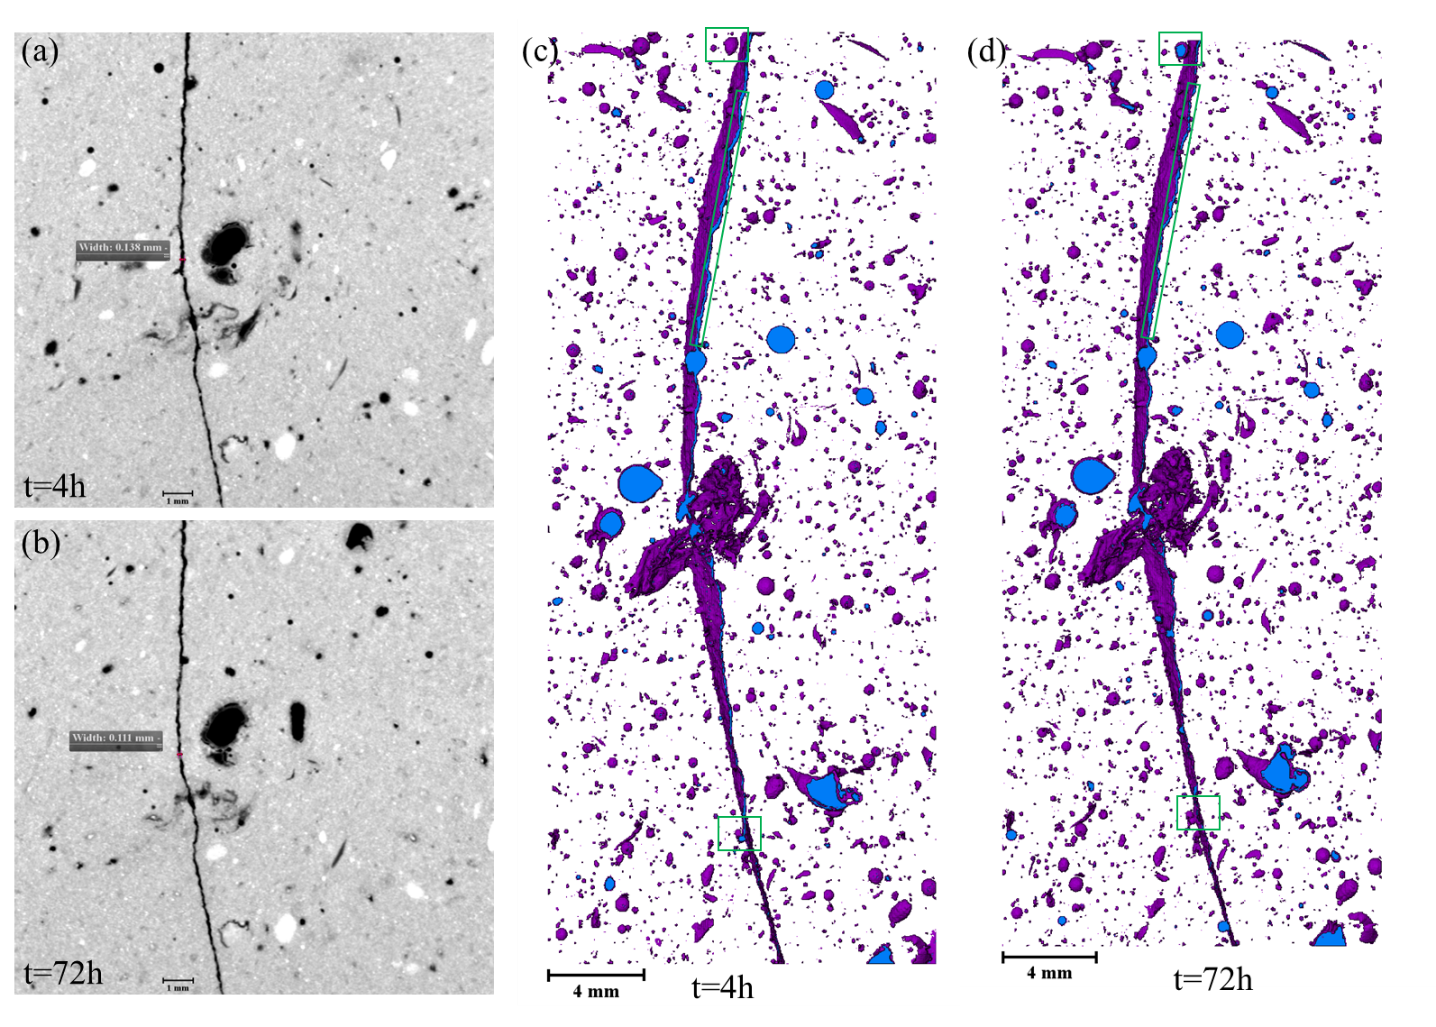 (a)
Width: 0.138 mm
t=4h
1 mm
(b)
Width: 0.111 mm
t=72h
1 mm
(c)
4 mm
t=4h
(d)
4 mm
t=72h